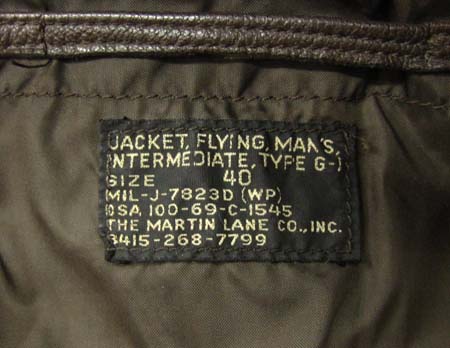 JACKET, FLYING, MAN'S,
INTERMEDIATE, TYPE G-1
SIZE 40
MIL-J-7823D (WP)
DSA 100-69-C-1545
THE MARTIN LANE CO., INC.
8415-268-7799